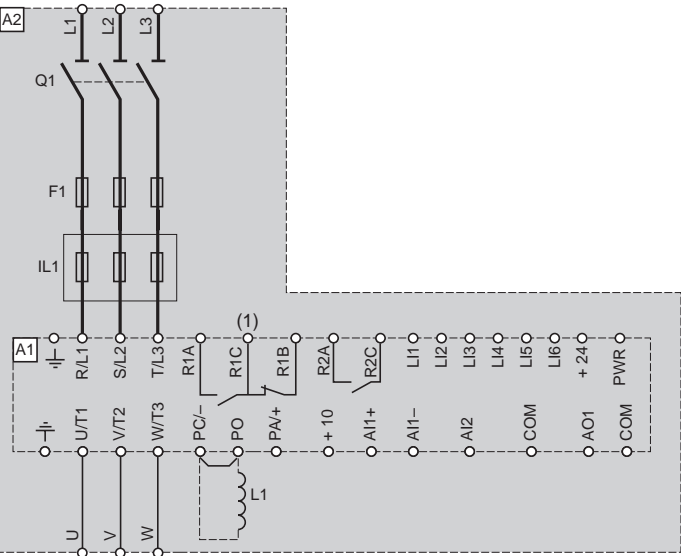 A2
L1
L2
L3
Q1
F1
IL1
(1)
A1
R/L1
S/L2
T/L3
R1A
R1C
R1B
R2A
R2C
LI1
LI2
LI3
LI4
LI5
LI6
+ 24
PWR
U/T1
V/T2
W/T3
PC/–
PO
PA/+
+ 10
AI1+
AI1–
AI2
COM
AO1
COM
L1
U
V
W